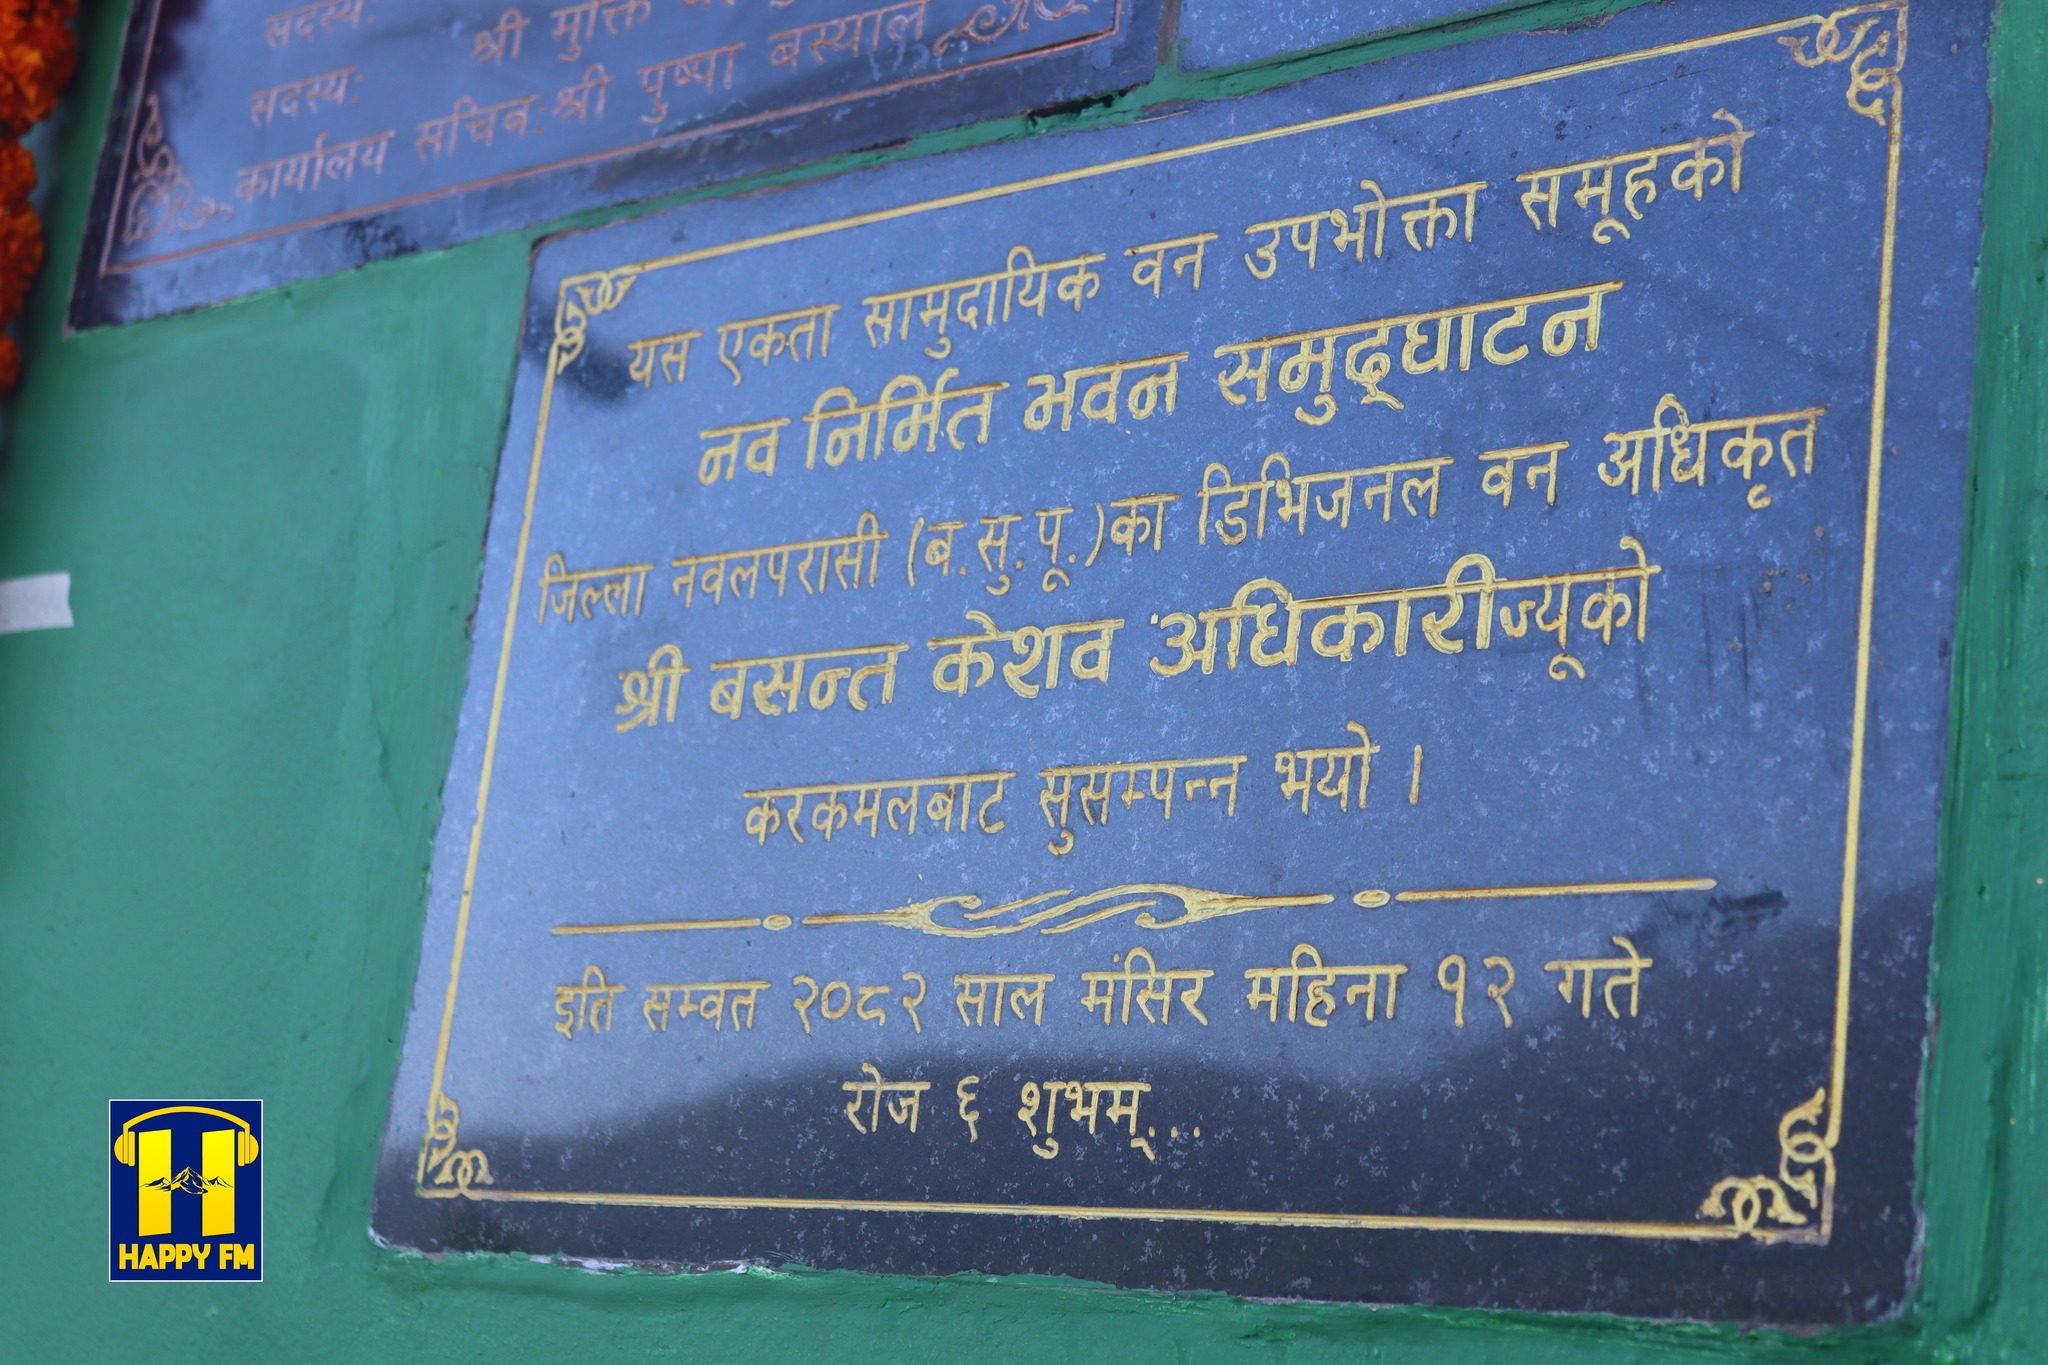 सदस्य:
सदस्य: श्री मुक्ति
कार्यालय सचिव:श्री पुष्पा बस्याल
यस एकता सामुदायिक वन उपभोक्ता समूहको
नव निर्मित भवन समुद्घाटन
जिल्ला नवलपरासी (ब.सु.पू.)का डिभिजनल वन अधिकृत
श्री बसन्त केशव अधिकारीज्यूको
करकमलबाट सुसम्पन्न भयो ।
इति सम्वत २०८२ साल मंसिर महिना १२ गते
रोज ६ शुभम्...
HAPPY FM